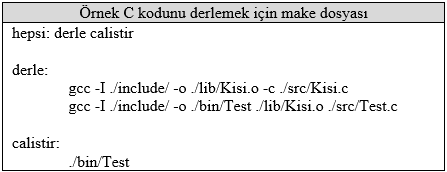 Örnek C kodunu derlemek için make dosyası
hepsi: derle calistir
derle:
gcc -I ./include/ -o ./lib/Kisi.o -c ./src/Kisi.c
gcc -I ./include/ -o ./bin/Test ./lib/Kisi.o ./src/Test.c
calistir:
./bin/Test